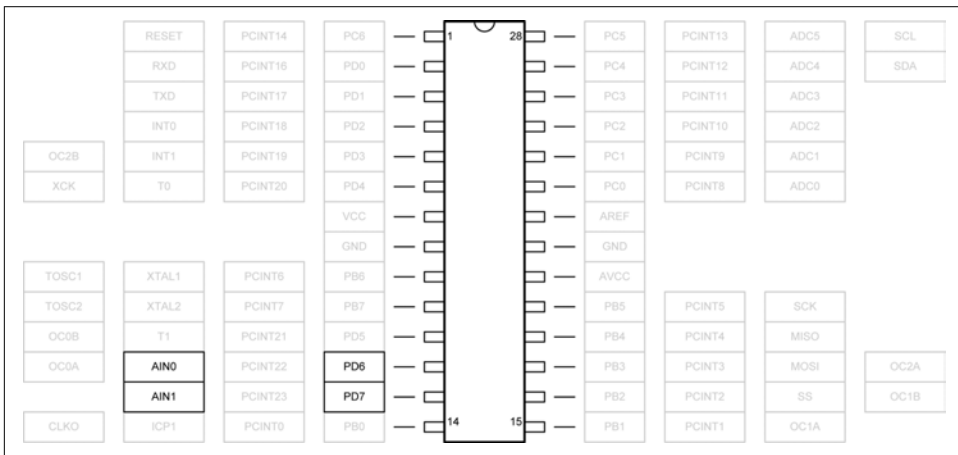 RESET PCINT14 PC6 1 28 PC5 PCINT13 ADC5 SCL
RXD PCINT16 PD0 PC4 PCINT12 ADC4 SDA
TXD PCINT17 PD1 PC3 PCINT11 ADC3
INT0 PCINT18 PD2 PC2 PCINT10 ADC2
OC2B INT1 PCINT19 PD3 PC1 PCINT9 ADC1
XCK T0 PCINT20 PD4 PC0 PCINT8 ADC0
VCC AREF
GND GND
TOSC1 XTAL1 PCINT6 PB6 AVCC
TOSC2 XTAL2 PCINT7 PB7 PB5 PCINT5 SCK
OC0B T1 PCINT21 PD5 PB4 PCINT4 MISO
OC0A AIN0 PCINT22 PD6 PB3 PCINT3 MOSI OC2A
AIN1 PCINT23 PD7 PB2 PCINT2 SS OC1B
CLKO ICP1 PCINT0 PB0 14 15 PB1 PCINT1 OC1A